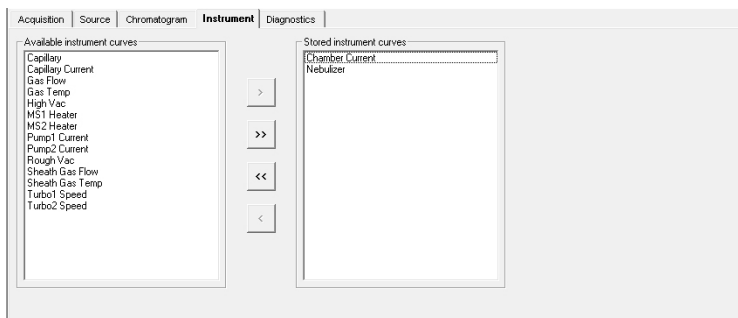 Acquisition Source Chromatogram Instrument Diagnostics
Available instrument curves
Capillary
Capillary Current
Gas Flow
Gas Temp
High Vac
MS1 Heater
MS2 Heater
Pump1 Current
Pump2 Current
Rough Vac
Sheath Gas Flow
Sheath Gas Temp
Turbo1 Speed
Turbo2 Speed
>
>>
<<
<
Stored instrument curves
Chamber Current
Nebulizer